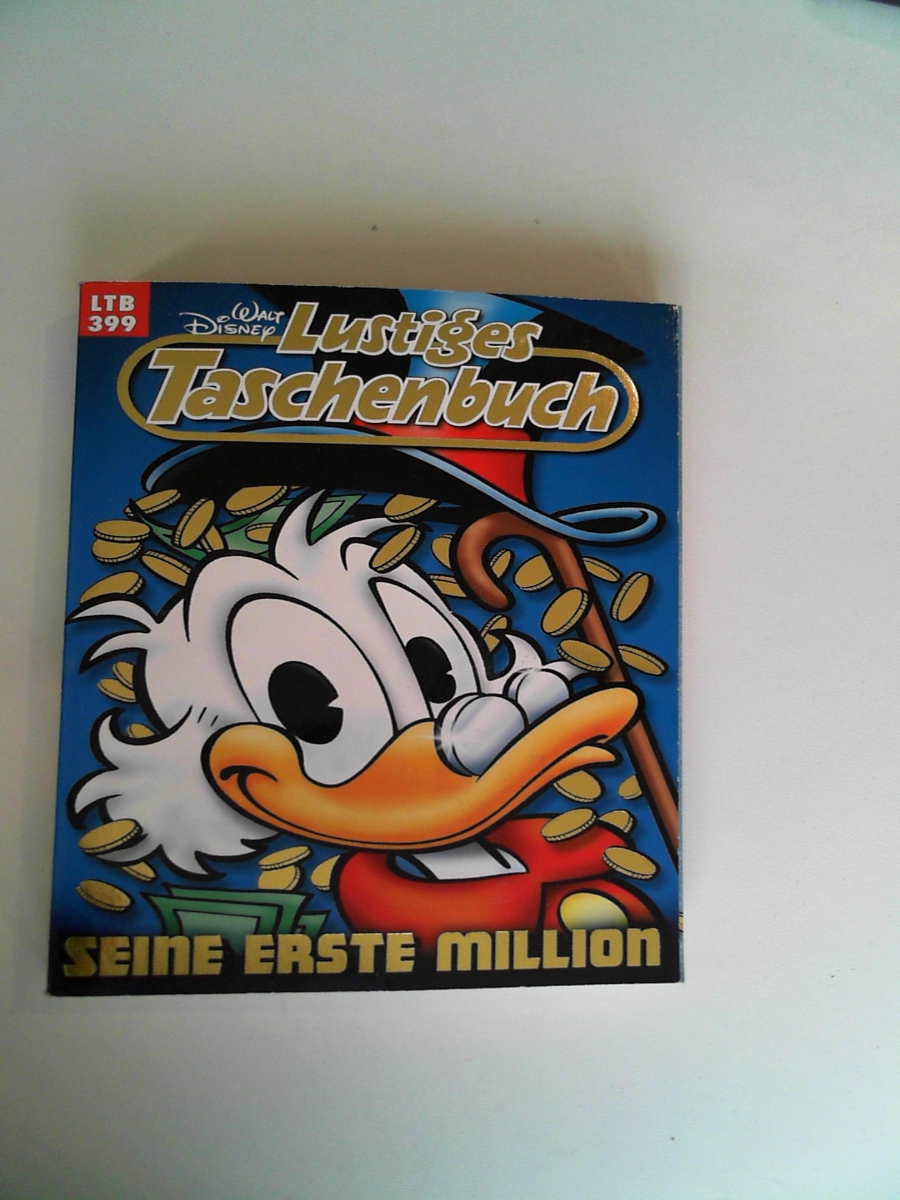 LTB
399
Walt
Disney
Lustiges
Taschenbuch
SEINE ERSTE MILLION